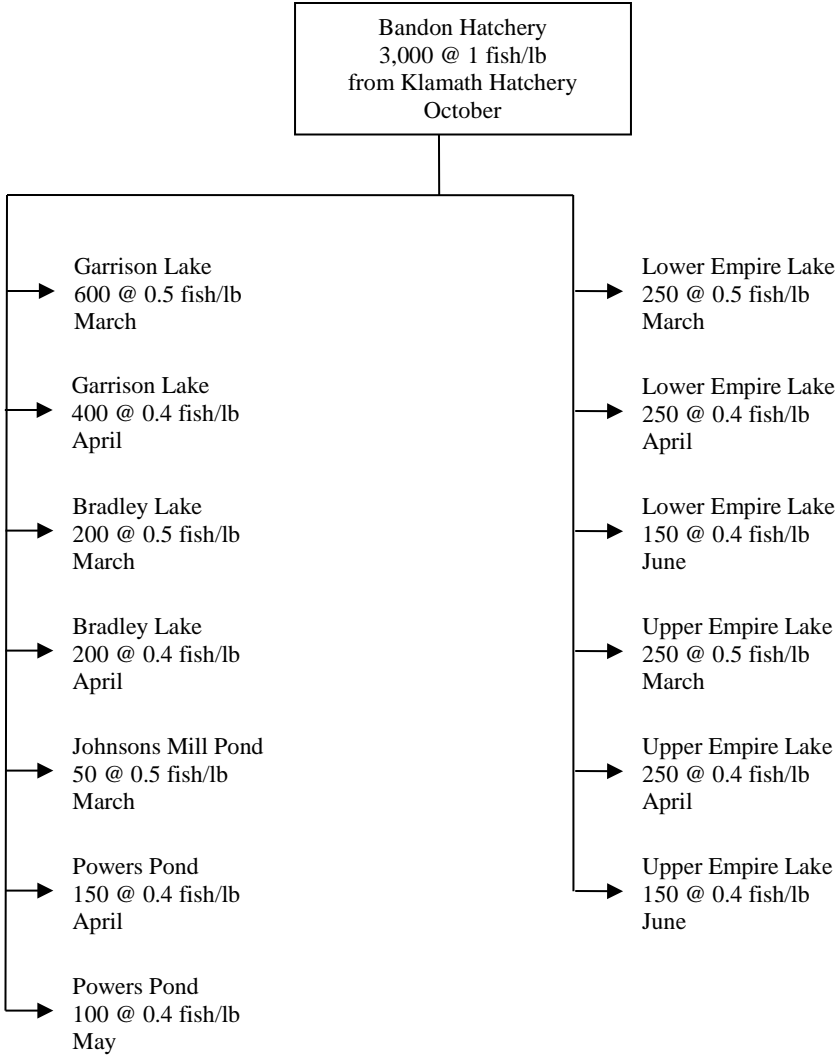 Bandon Hatchery
3,000 @ 1 fish/lb
from Klamath Hatchery
October
Garrison Lake
600 @ 0.5 fish/lb
March
Garrison Lake
400 @ 0.4 fish/lb
April
Bradley Lake
200 @ 0.5 fish/lb
March
Bradley Lake
200 @ 0.4 fish/lb
April
Johnsons Mill Pond
50 @ 0.5 fish/lb
March
Powers Pond
150 @ 0.4 fish/lb
April
Powers Pond
100 @ 0.4 fish/lb
May
Lower Empire Lake
250 @ 0.5 fish/lb
March
Lower Empire Lake
250 @ 0.4 fish/lb
April
Lower Empire Lake
150 @ 0.4 fish/lb
June
Upper Empire Lake
250 @ 0.5 fish/lb
March
Upper Empire Lake
250 @ 0.4 fish/lb
April
Upper Empire Lake
150 @ 0.4 fish/lb
June